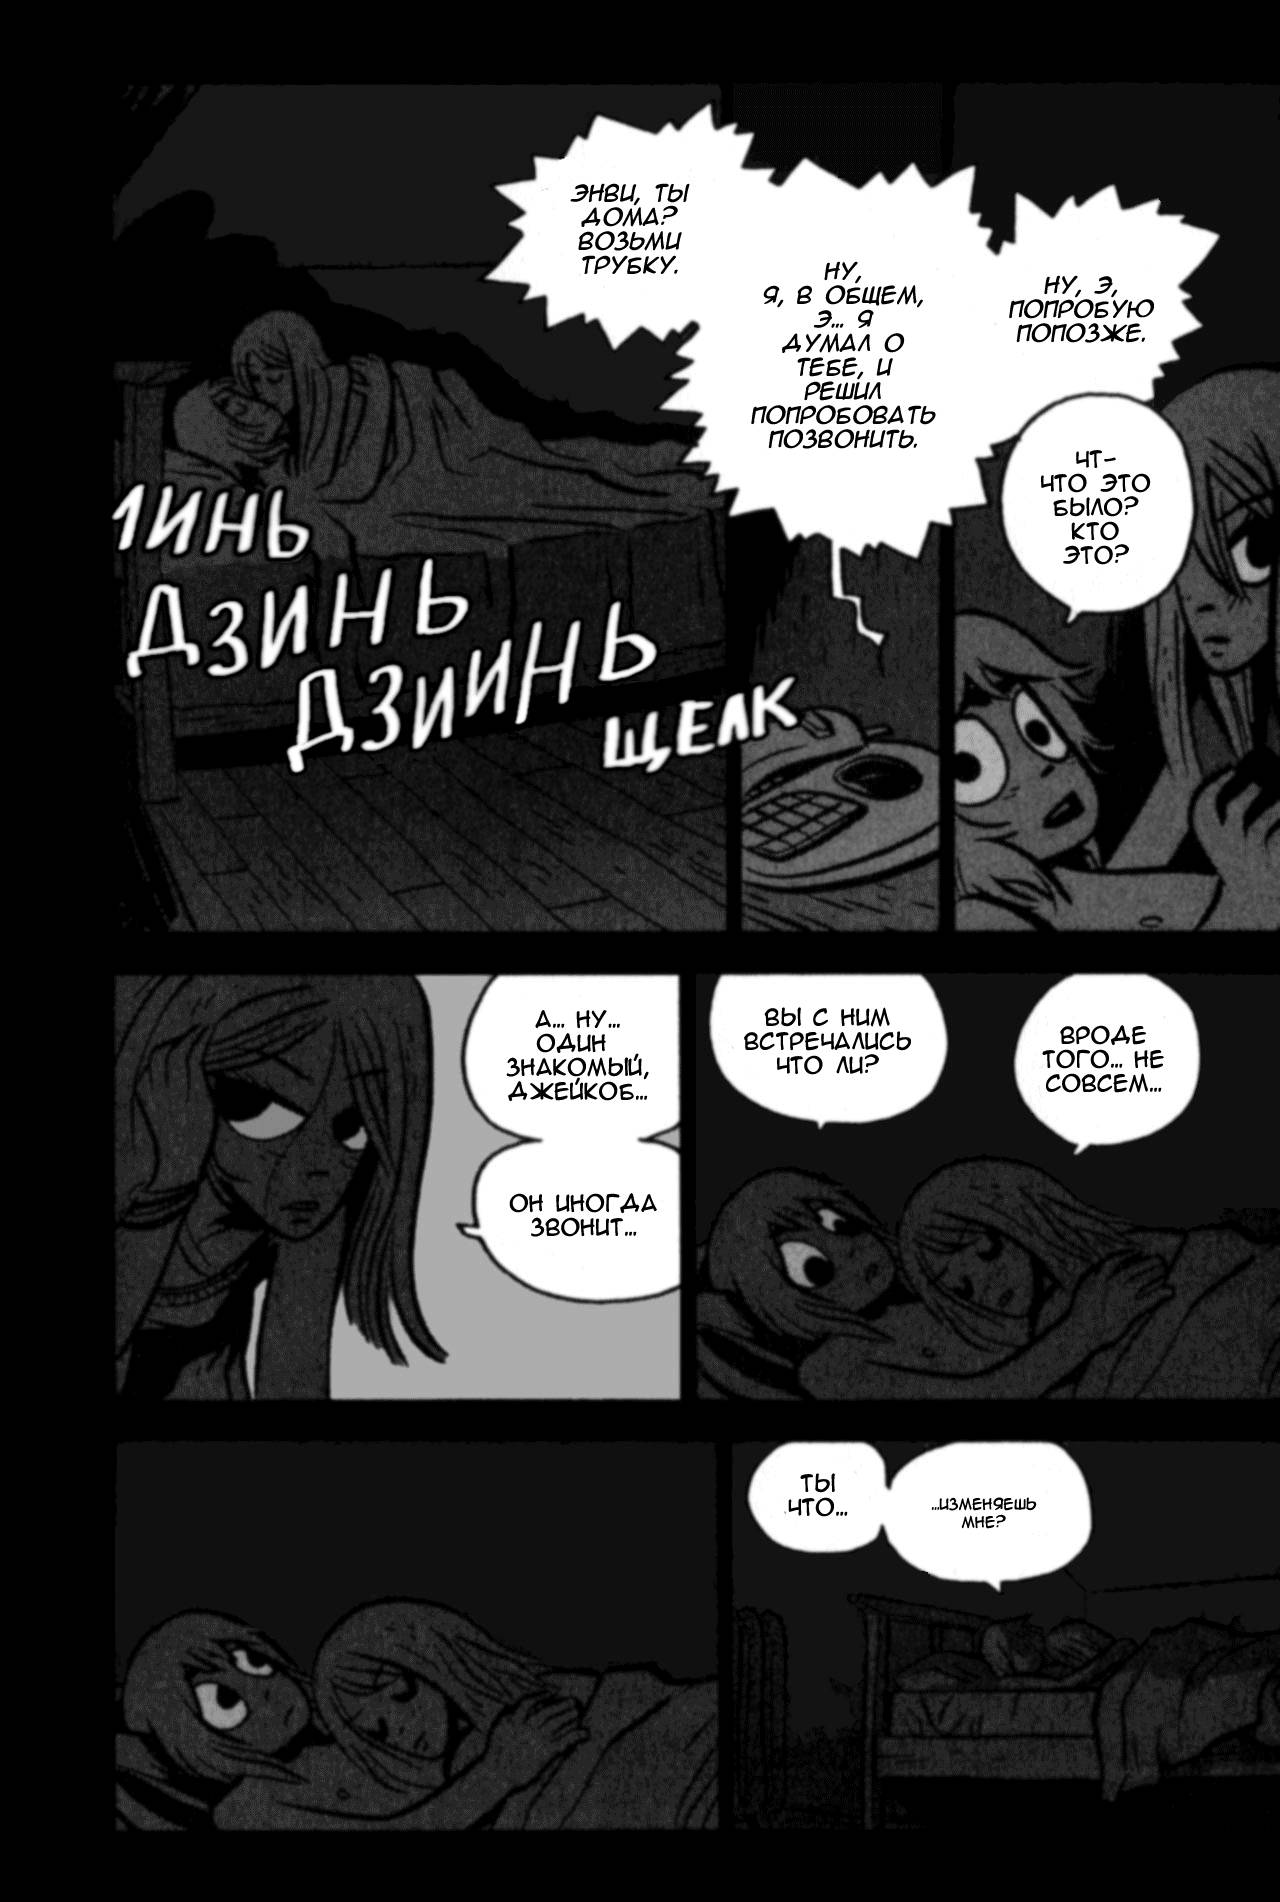 ЭНВИ, ТЫ
ДОМА?
ВОЗЬМИ
ТРУБКУ.
НУ,
Я, В ОБЩЕМ,
Э... Я
ДУМАЛ О
ТЕБЕ, И
РЕШИЛ
ПОПРОБОВАТЬ
ПОЗВОНИТЬ.
НУ, Э,
ПОПРОБУЮ
ПОПОЗЖЕ.
ЧТ-
ЧТО ЭТО
БЫЛО?
КТО
ЭТО?
ДЗИНЬ
ДЗИИНЬ
ЩЕЛК
А... НУ...
ОДИН
ЗНАКОМЫЙ,
ДЖЕЙКОБ...
ОН ИНОГДА
ЗВОНИТ...
ВЫ С НИМ
ВСТРЕЧАЛИСЬ
ЧТО ЛИ?
ВРОДЕ
ТОГО... НЕ
СОВСЕМ...
ТЫ
ЧТО...
...ИЗМЕНЯЕШЬ
МНЕ?